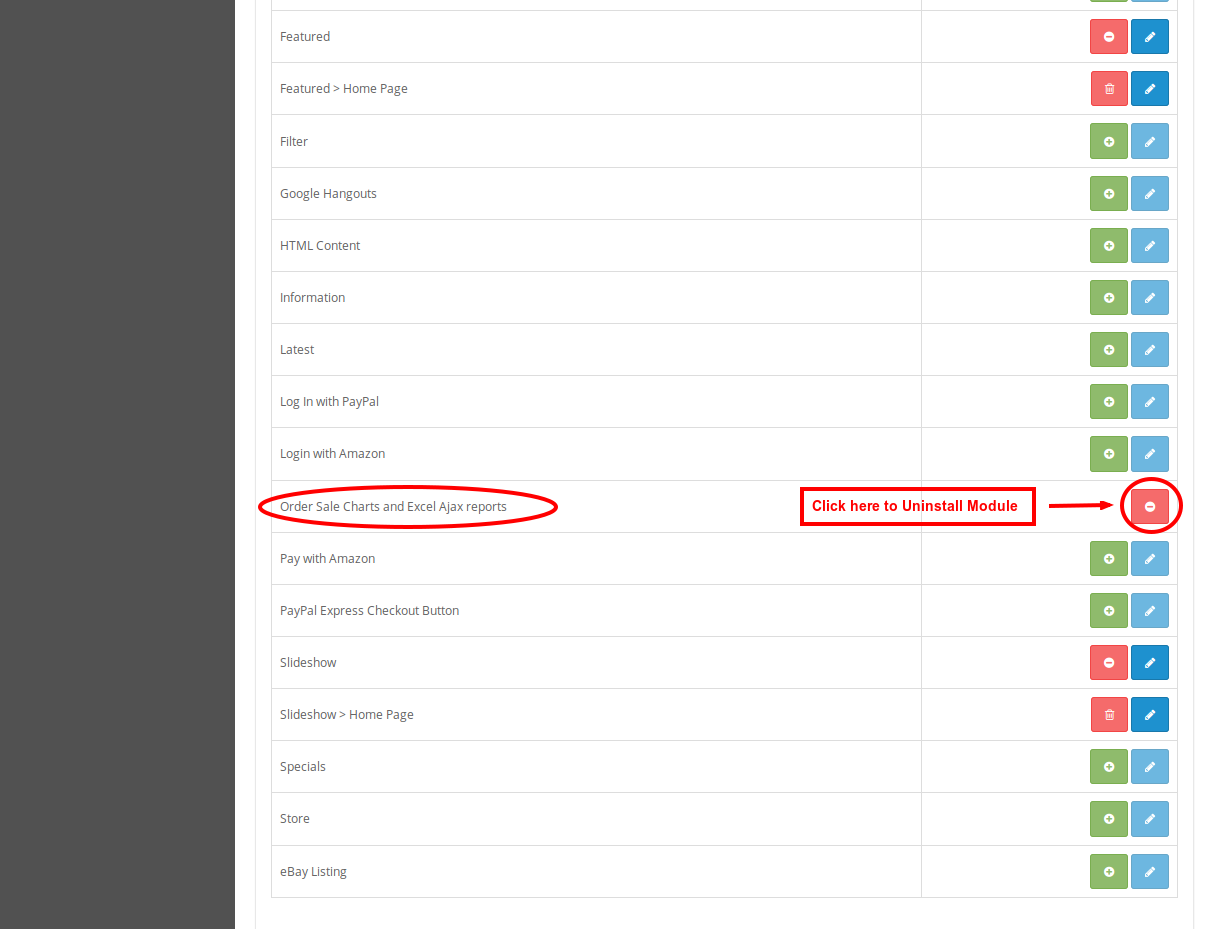 Featured
Featured > Home Page
Filter
Google Hangouts
HTML Content
Information
Latest
Log In with PayPal
Login with Amazon
Order Sale Charts and Excel Ajax reports
Click here to Uninstall Module
Pay with Amazon
PayPal Express Checkout Button
Slideshow
Slideshow > Home Page
Specials
Store
eBay Listing